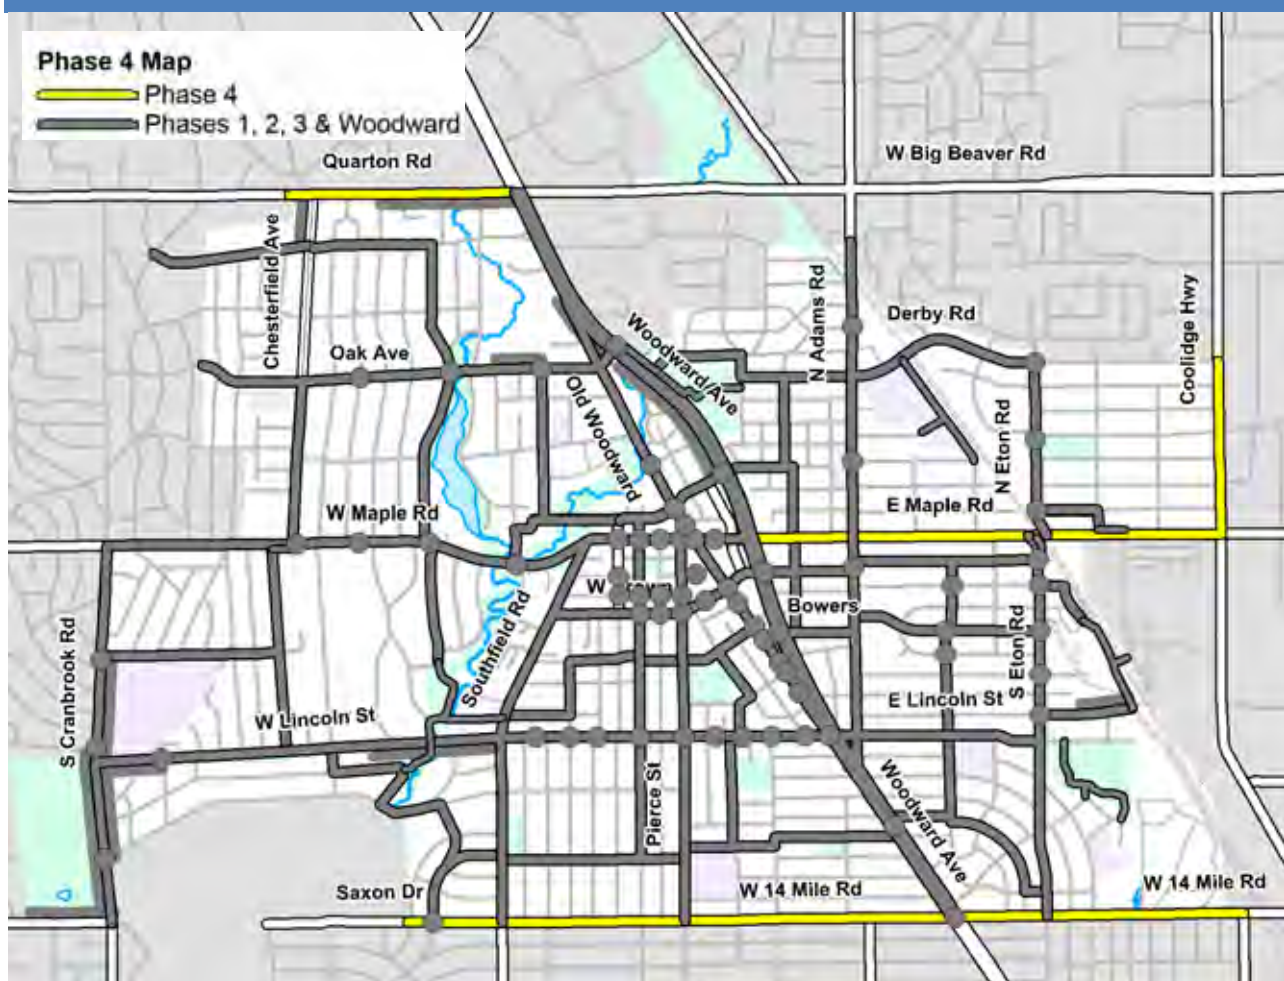 Phase 4 Map
Phase 4
Phases 1, 2, 3 & Woodward
Quarton Rd
W Big Beaver Rd
Chesterfield Ave
N Adams Rd
Coolidge Hwy
Derby Rd
Woodward Ave
Oak Ave
Old Woodward
N Eton Rd
W Maple Rd
E Maple Rd
W Brown
Bowers
Southfield Rd
S Eton Rd
S Cranbrook Rd
W Lincoln St
E Lincoln St
Pierce St
Woodward Ave
Saxon Dr
W 14 Mile Rd
W 14 Mile Rd